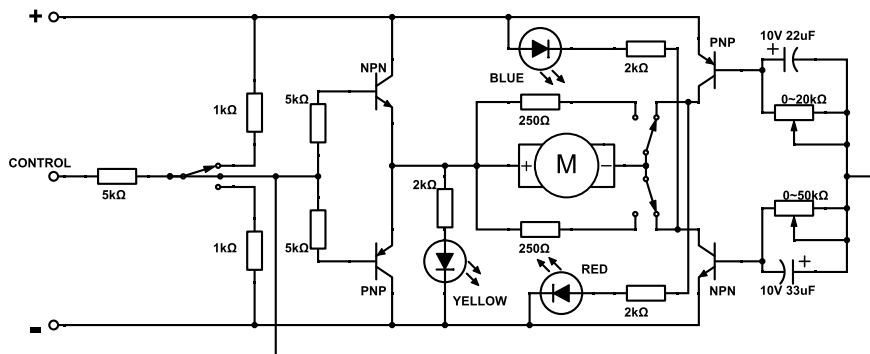 +
NPN
PNP
10V 22uF
+
BLUE
2kΩ
1kΩ
5kΩ
0~20kΩ
250Ω
CONTROL
5kΩ
+
M
−
2kΩ
0~50kΩ
1kΩ
5kΩ
250Ω
RED
+
PNP
YELLOW
NPN
10V 33uF
2kΩ
-